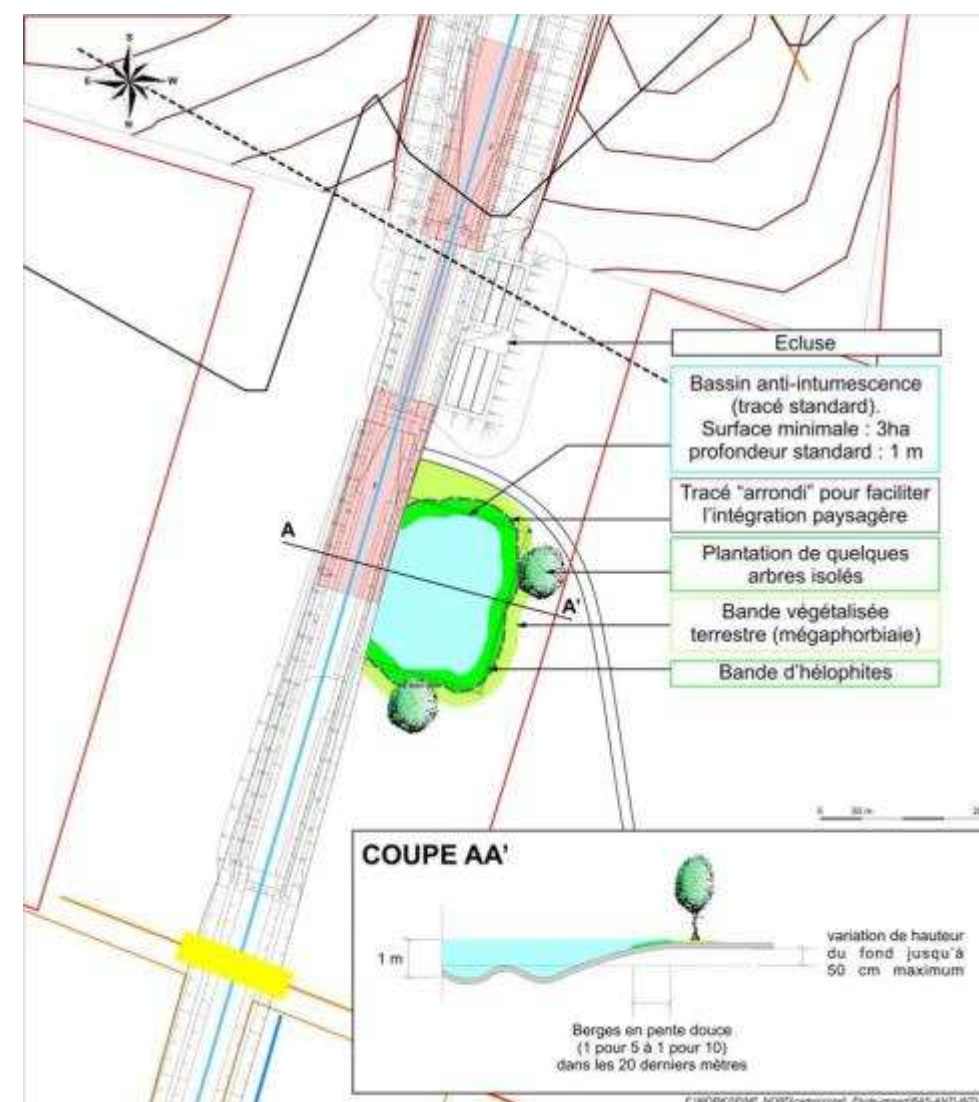 S
E
W
N
Ecluse
Bassin anti-intumescence
(tracé standard).
Surface minimale : 3ha
profondeur standard : 1 m
Tracé "arrondi" pour faciliter
l'intégration paysagère
Plantation de quelques
arbres isolés
Bande végétalisée
terrestre (mégaphorbiaie)
Bande d'hélophites
A
A'
0 50 m
COUPE AA'
1 m
variation de hauteur
du fond jusqu'à
50 cm maximum
Berges en pente douce
(1 pour 5 à 1 pour 10)
dans les 20 derniers mètres